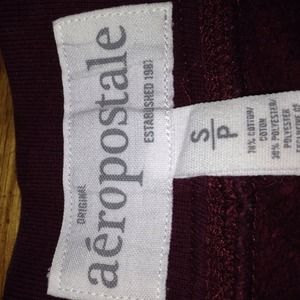 ORIGINAL
aéropostale
ESTABLISHED 1987
S/P
70% COTTON/
COTON
30% POLYESTER/
POLYESTER